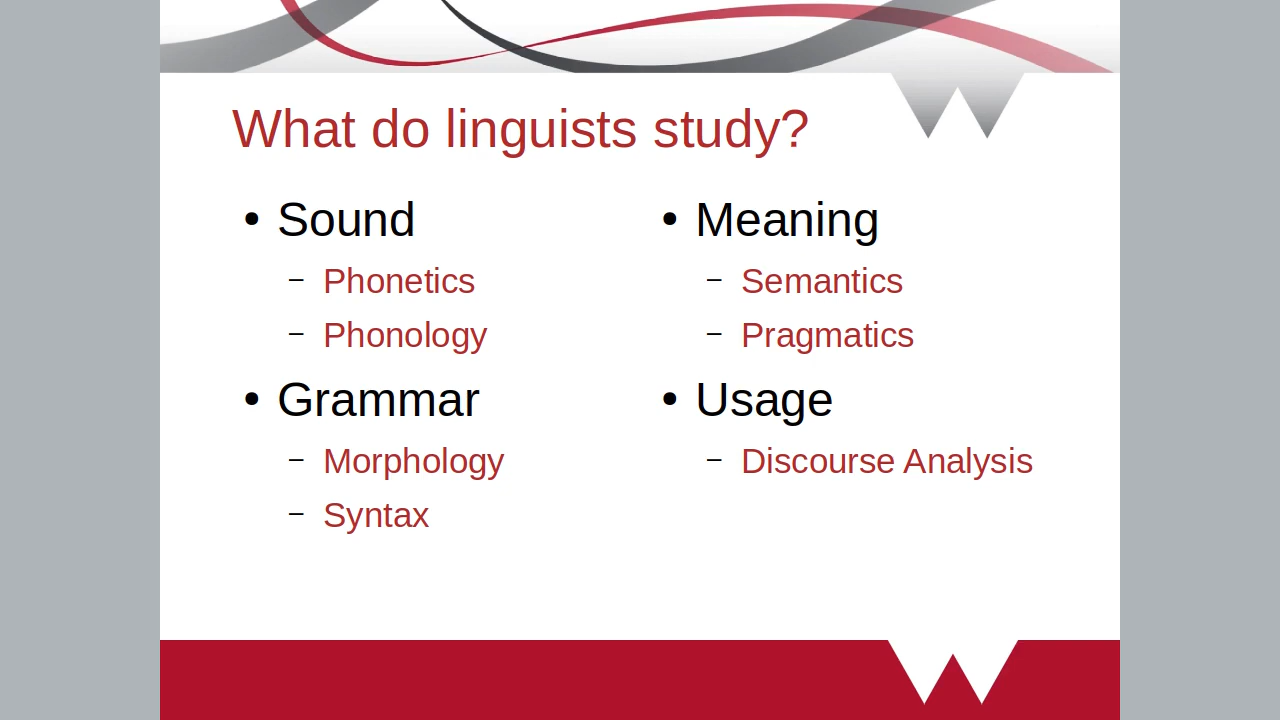 What do linguists study?
• Sound
– Phonetics
– Phonology
• Grammar
– Morphology
– Syntax
• Meaning
– Semantics
– Pragmatics
• Usage
– Discourse Analysis